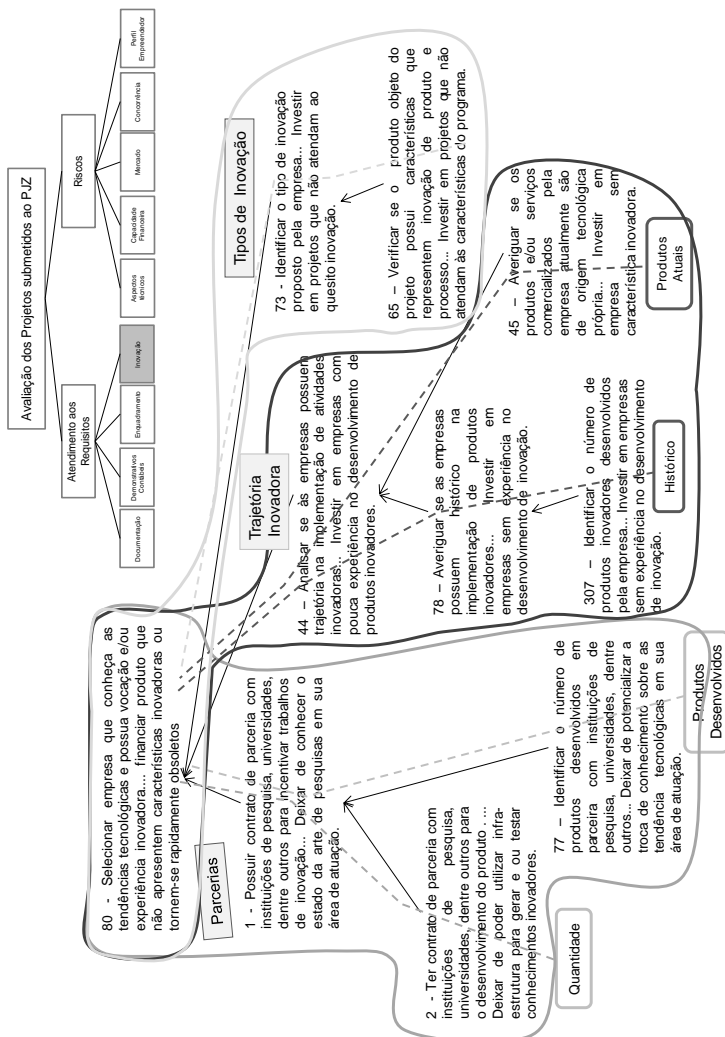 Avaliação dos Projetos submetidos ao PJZ
Atendimento aos
Requisitos
Riscos
Documentação
Demonstrativos
Contábeis
Enquadramento
Inovação
Aspectos
técnicos
Capacidade
Financeira
Mercado
Concorrência
Perfil
Empreendedor
80 - Selecionar empresa que conheça as
tendências tecnológicas e possua vocação e/ou
experiência inovadora... financiar produto que
não apresentem características inovadoras ou
tornem-se rapidamente obsoletos
Parcerias
Trajetória
Inovadora
Tipos de Inovação
1 - Possuir contrato de parceria com
instituições de pesquisa, universidades,
dentre outros para incentivar trabalhos
de inovação... Deixar de conhecer o
estado da arte de pesquisas em sua
área de atuação.
44 – Analisar se às empresas possuem
trajetória na implementação de atividades
inovadoras... Investir em empresas com
pouca experiência no desenvolvimento de
produtos inovadores.
73 - Identificar o tipo de inovação
proposto pela empresa... Investir
em projetos que não atendam ao
quesito inovação.
65 – Verificar se o produto objeto do
projeto possui características que
representem inovação de produto e
processo... Investir em projetos que não
atendam às características do programa.
2 - Ter contrato de parceria com
instituições de pesquisa,
universidades, dentre outros para
o desenvolvimento do produto . ...
Deixar de poder utilizar infra-
estrutura para gerar e ou testar
conhecimentos inovadores.
78 – Averiguar se as empresas
possuem histórico na
implementação de produtos
inovadores... Investir em
empresas sem experiência no
desenvolvimento de inovação.
45 – Averiguar se os
produtos e/ou serviços
comercializados pela
empresa atualmente são
de origem tecnológica
própria... Investir em
empresa sem
característica inovadora.
77 – Identificar o número de
produtos desenvolvidos em
parceira com instituições de
pesquisa, universidades, dentre
outros... Deixar de potencializar a
troca de conhecimento sobre as
tendência tecnológicas em sua
área de atuação.
307 – Identificar o número de
produtos inovadores desenvolvidos
pela empresa... Investir em empresas
sem experiência no desenvolvimento
de inovação.
Quantidade
Produtos
Desenvolvidos
Histórico
Produtos
Atuais